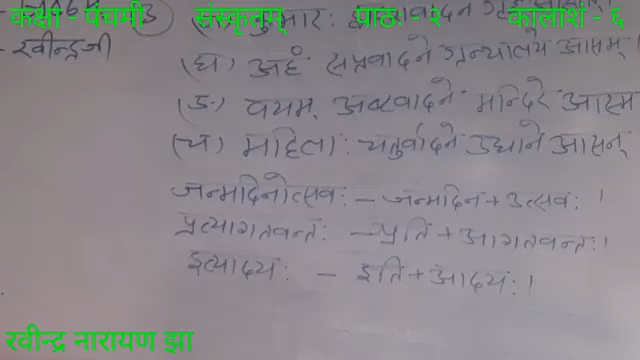 कक्षा - पंचमी संस्कृतम् पाठः - २ कालाशं - ६
- रवीन्द्रजी
(घ) अहं सप्तवादने ग्रन्थालये आसम्।
(ङ) वयम् अष्टवादने मन्दिरे आस्म
(च) महिलाः चतुर्वादने उद्याने आसन्
जन्मदिनोत्सवः - जन्मदिन + उत्सवः।
प्रत्यागतवन्तः - प्रति + आगतवन्तः।
इत्यादयः - इति + आदयः।
रवीन्द्र नारायण झा